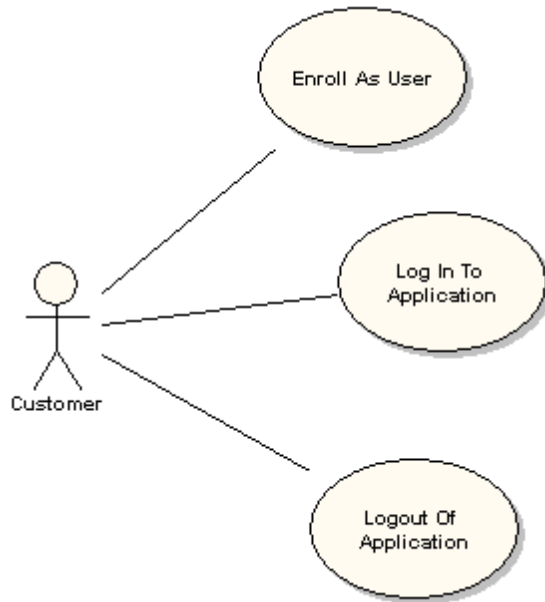 Enroll As User
Log In To
Application
Customer
Logout Of
Application